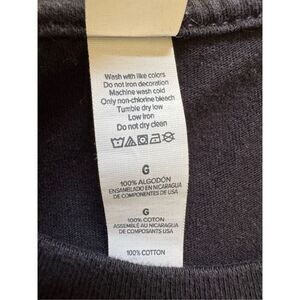 Wash with like colors
Do not iron decoration
Machine wash cold
Only non-chlorine bleach
Tumble dry low
Low iron
Do not dry clean
G
100% ALGODÓN
ENSAMBLADO EN NICARAGUA
DE COMPONENTES DE USA
G
100% COTON
ASSEMBLÉ AU NICARAGUA
DE COMPOSANTS USA
100% COTTON